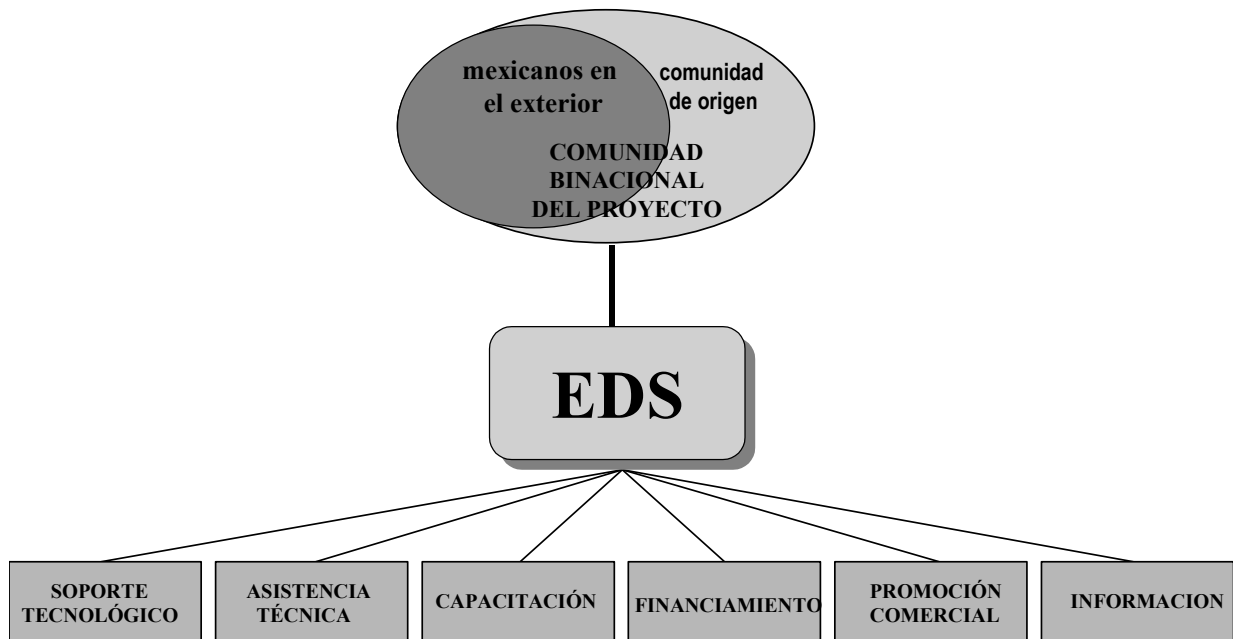 mexicanos en
el exterior
comunidad
de origen
COMUNIDAD
BINACIONAL
DEL PROYECTO
EDS
SOPORTE
TECNOLÓGICO
ASISTENCIA
TÉCNICA
CAPACITACIÓN
FINANCIAMIENTO
PROMOCIÓN
COMERCIAL
INFORMACION